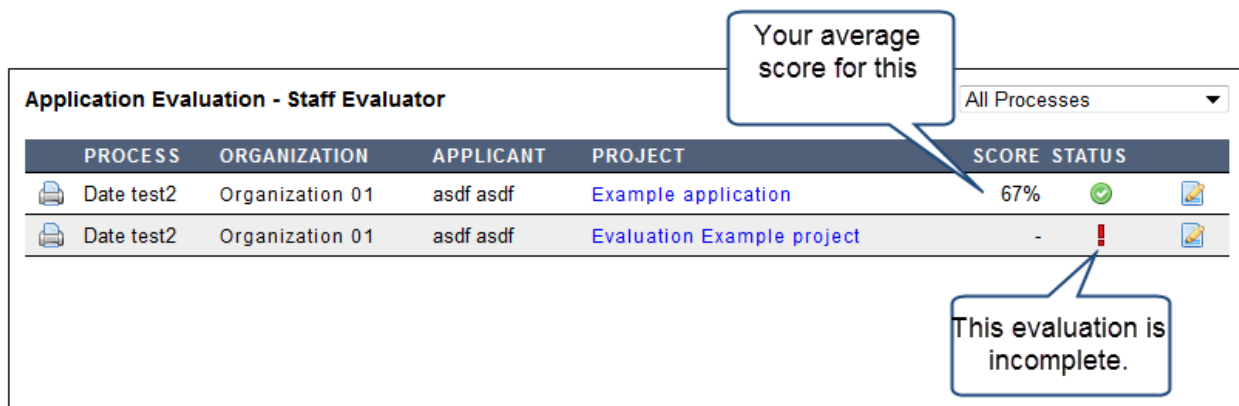 Your average
score for this
Application Evaluation - Staff Evaluator
All Processes
PROCESS ORGANIZATION APPLICANT PROJECT SCORE STATUS
Date test2 Organization 01 asdf asdf Example application 67%
Date test2 Organization 01 asdf asdf Evaluation Example project -
This evaluation is
incomplete.